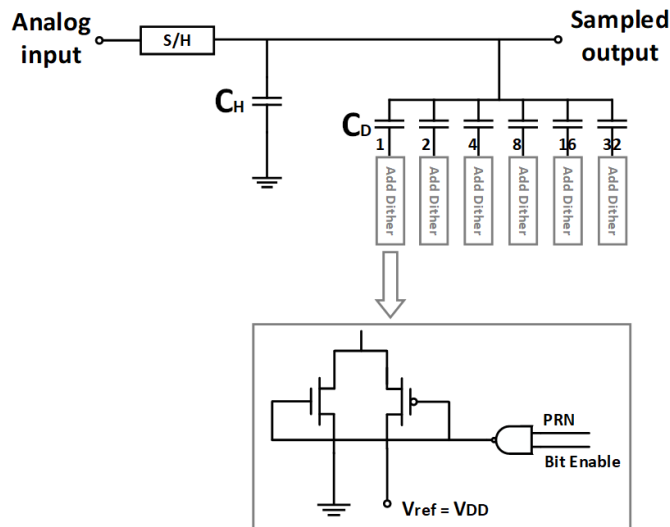 Analog
input
S/H
Sampled
output
CH
CD
1 2 4 8 16 32
Add Dither
Add Dither
Add Dither
Add Dither
Add Dither
Add Dither
PRN
Bit Enable
Vref = VDD